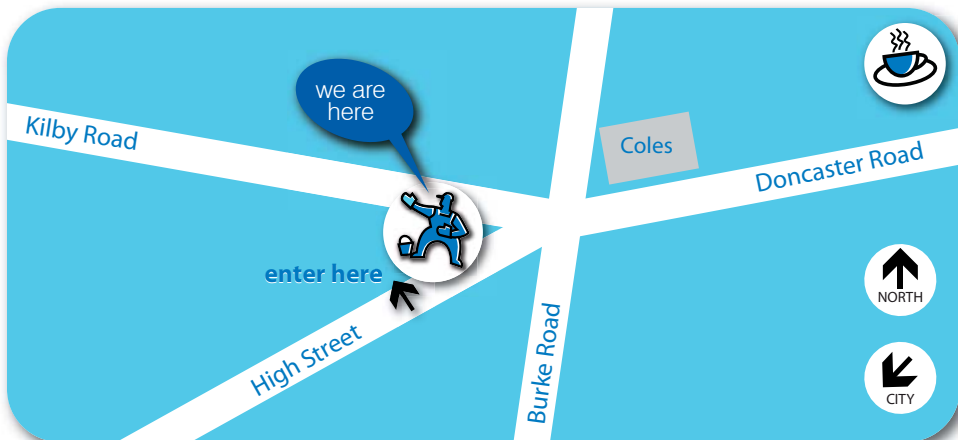 we are
here
Kilby Road
Coles
Doncaster Road
enter here
NORTH
High Street
Burke Road
CITY